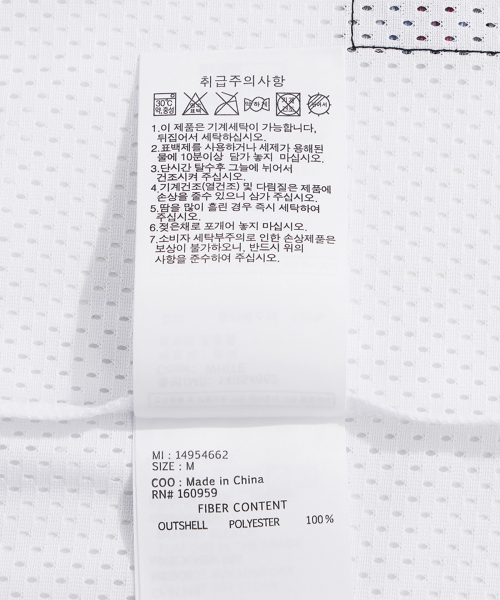 취급주의사항
30℃
약,중성
1.이 제품은 기계세탁이 가능합니다,
뒤집어서 세탁하십시오.
2.표백제를 사용하거나 세제가 용해된
물에 10분이상 담가 놓지 마십시오.
3.단시간 탈수후 그늘에 뉘어서
건조시켜 주십시오.
4.기계건조(열건조) 및 다림질은 제품에
손상을 줄수 있으니 삼가 주십시오.
5.땀을 많이 흘린 경우 즉시 세탁하여
주십시오.
6.젖은채로 포개어 놓지 마십시오.
7.소비자 세탁부주의로 인한 손상제품은
보상이 불가하오니, 반드시 위의
사항을 준수하여 주십시오.
MI : 14954662
SIZE : M
COO : Made in China
RN# 160959
FIBER CONTENT
OUTSHELL POLYESTER 100%